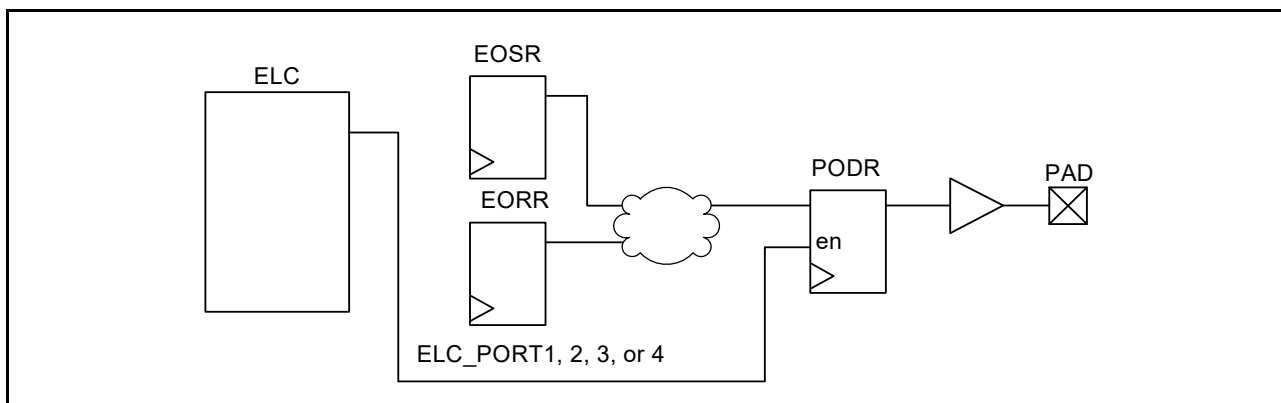 EOSR
ELC
PODR
PAD
EORR
en
ELC_PORT1, 2, 3, or 4